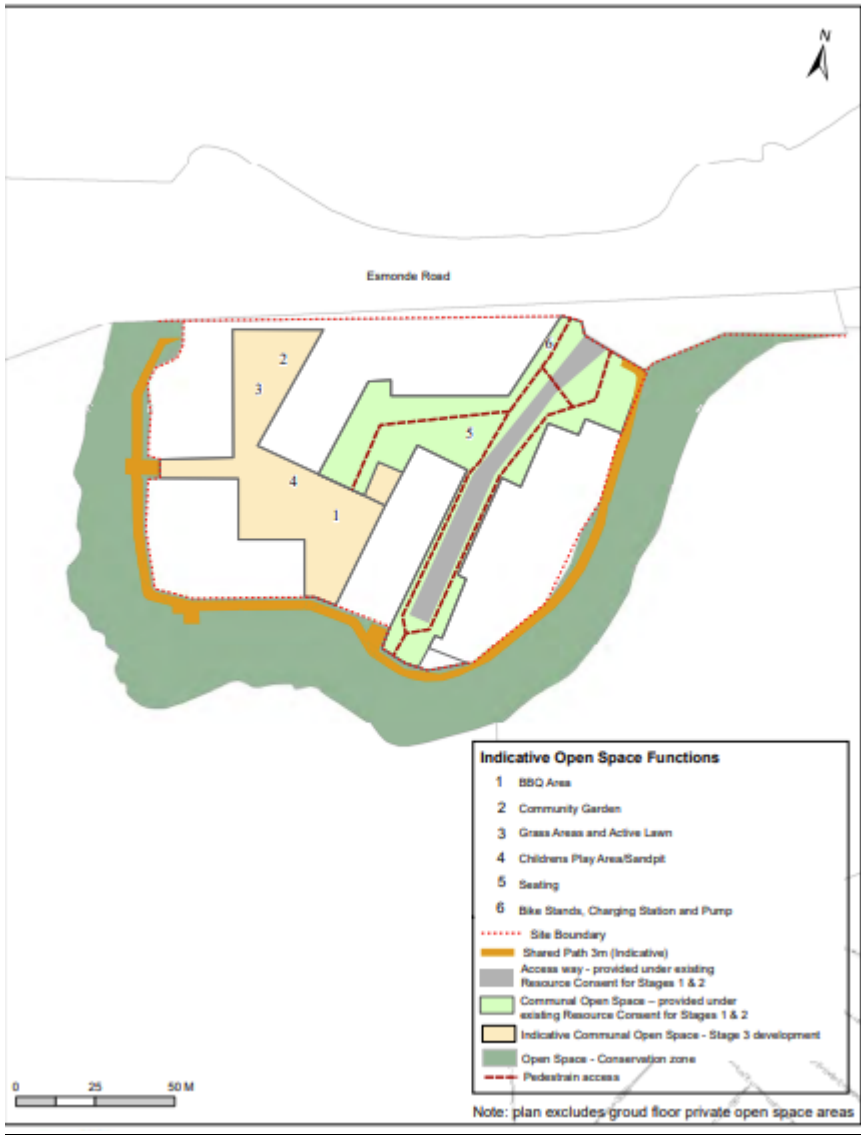 N
Esmonde Road
6
2
3
5
4
1
Indicative Open Space Functions
1 BBQ Area
2 Community Garden
3 Grass Areas and Active Lawn
4 Childrens Play Area/Sandpit
5 Seating
6 Bike Stands, Charging Station and Pump
Site Boundary
Shared Path 3m (Indicative)
Access way - provided under existing
Resource Consent for Stages 1 & 2
Communal Open Space – provided under
existing Resource Consent for Stages 1 & 2
Indicative Communal Open Space - Stage 3 development
Open Space - Conservation zone
Pedestrain access
0 25 50 M
Note: plan excludes groud floor private open space areas